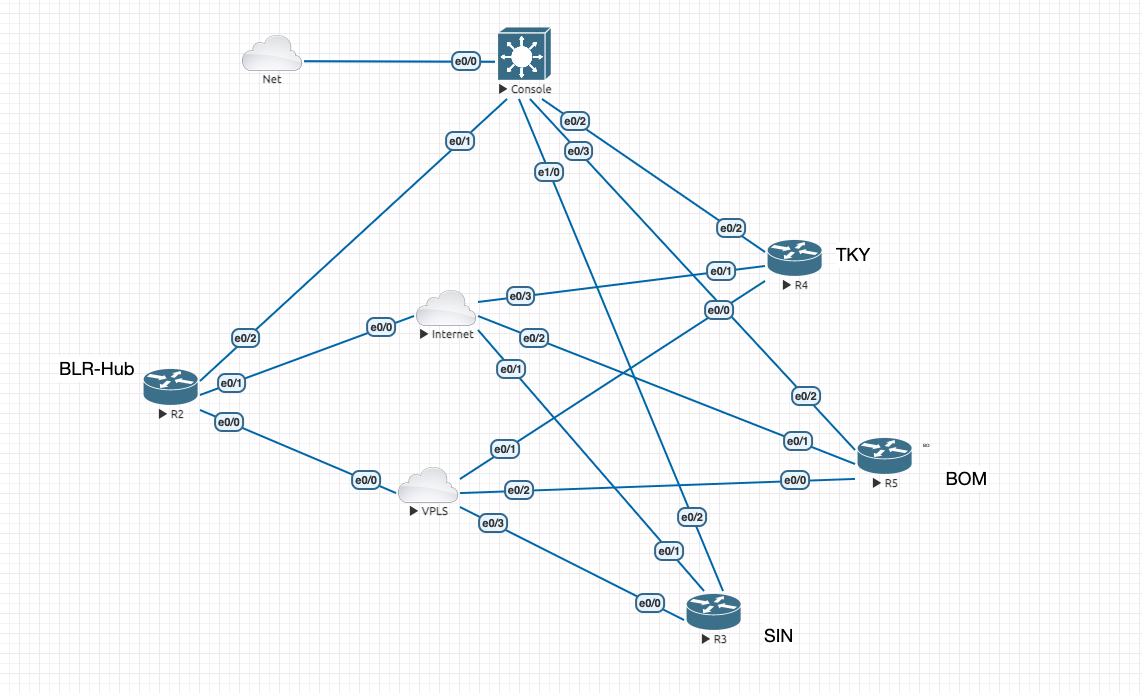 e0/0
Net
Console
e0/2
e0/1
e0/3
e1/0
e0/2
TKY
e0/1
R4
e0/3
e0/0
e0/0
Internet
e0/2
e0/2
e0/1
BLR-Hub
e0/1
e0/2
R2
e0/0
e0/1
e0/1
BOM
e0/0
e0/0
R5
e0/2
VPLS
e0/2
e0/3
e0/1
e0/0
SIN
R3